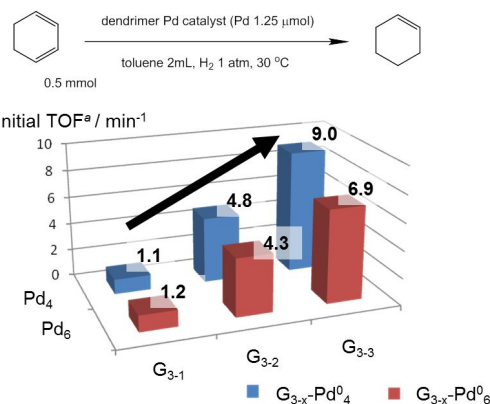 dendrimer Pd catalyst (Pd 1.25 μmol)
toluene 2mL, H₂ 1 atm, 30 °C
0.5 mmol
nitial TOFᵃ / min⁻¹
10
8
6
4
2
0
9.0
6.9
4.8
4.3
1.1
1.2
Pd₄
Pd₆
G₃₋₁
G₃₋₂
G₃₋₃
G₃₋ₓ-Pd⁰₄
G₃₋ₓ-Pd⁰₆